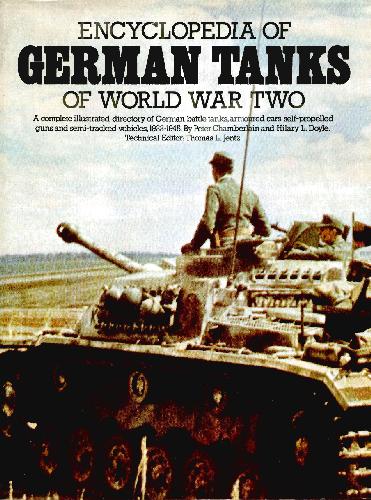 ENCYCLOPEDIA OF
GERMAN TANKS
OF WORLD WAR TWO
A complete illustrated directory of German battle tanks, armoured cars, self-propelled
guns and semi-tracked vehicles, 1933-1945. By Peter Chamberlain and Hilary L. Doyle.
Technical Editor: Thomas L. Jentz